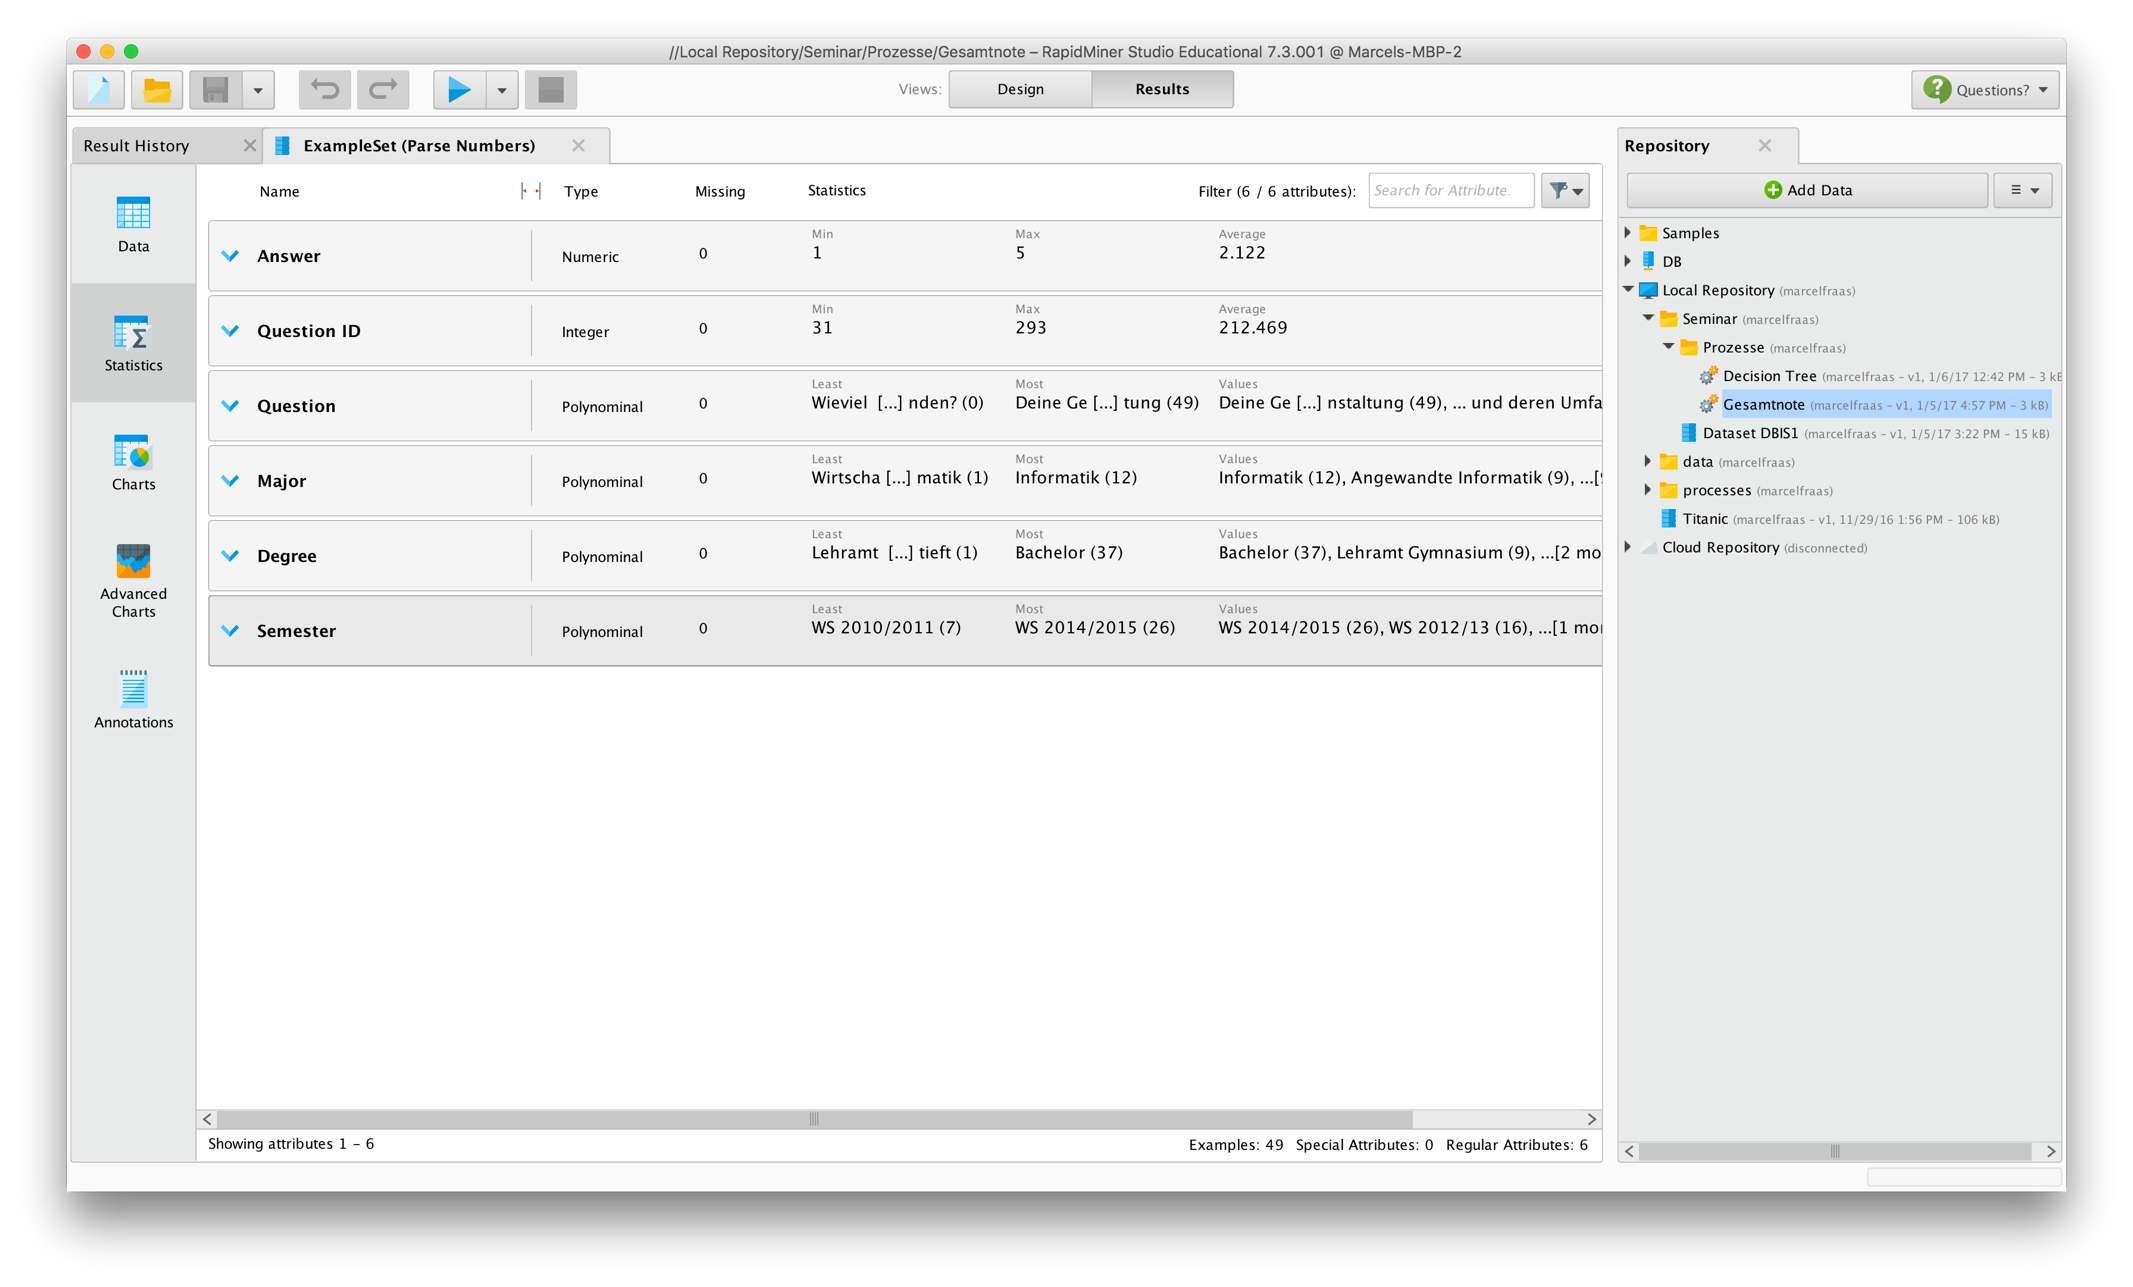 //Local Repository/Seminar/Prozesse/Gesamtnote – RapidMiner Studio Educational 7.3.001 @ Marcels-MBP-2
Views: Design Results
Questions?
Result History
ExampleSet (Parse Numbers)
Data
Statistics
Charts
Advanced
Charts
Annotations
Name Type Missing Statistics Filter (6 / 6 attributes): Search for Attribute.
Min Max Average
Answer Numeric 0 1 5 2.122
Min Max Average
Question ID Integer 0 31 293 212.469
Least Most Values
Question Polynominal 0 Wieviel [...] nden? (0) Deine Ge [...] tung (49) Deine Ge [...] nstaltung (49), ... und deren Umfa
Least Most Values
Major Polynominal 0 Wirtscha [...] matik (1) Informatik (12) Informatik (12), Angewandte Informatik (9), ...[
Least Most Values
Degree Polynominal 0 Lehramt [...] tieft (1) Bachelor (37) Bachelor (37), Lehramt Gymnasium (9), ...[2 mo
Least Most Values
Semester Polynominal 0 WS 2010/2011 (7) WS 2014/2015 (26) WS 2014/2015 (26), WS 2012/13 (16), ...[1 mor
Showing attributes 1 – 6
Examples: 49 Special Attributes: 0 Regular Attributes: 6
Repository
Add Data
Samples
DB
Local Repository (marcelfraas)
Seminar (marcelfraas)
Prozesse (marcelfraas)
Decision Tree (marcelfraas – v1, 1/6/17 12:42 PM – 3 kB
Gesamtnote (marcelfraas – v1, 1/5/17 4:57 PM – 3 kB)
Dataset DBIS1 (marcelfraas – v1, 1/5/17 3:22 PM – 15 kB)
data (marcelfraas)
processes (marcelfraas)
Titanic (marcelfraas – v1, 11/29/16 1:56 PM – 106 kB)
Cloud Repository (disconnected)